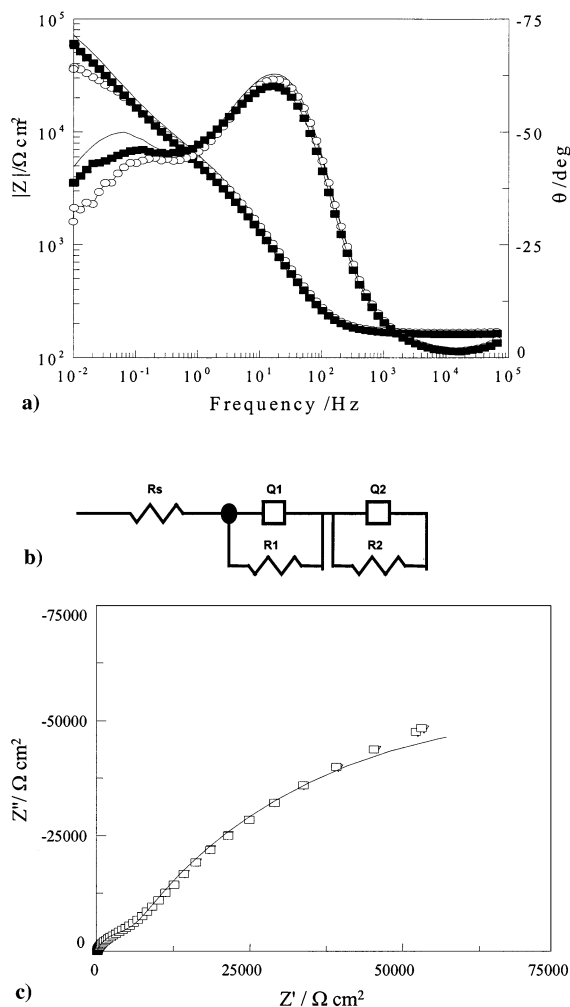 10^5
10^4
10^3
10^2
|Z|/Ω cm^2
-75
-50
-25
0
θ/deg
10^-2 10^-1 10^0 10^1 10^2 10^3 10^4 10^5
Frequency /Hz
a)
Rs Q1 Q2
R1 R2
b)
-75000
-50000
-25000
0
Z''/ Ω cm^2
0 25000 50000 75000
Z' / Ω cm^2
c)